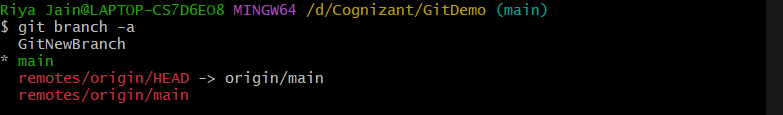 Riya Jain@LAPTOP-CS7D6EO8 MINGW64 /d/Cognizant/GitDemo (main)
$ git branch -a
  GitNewBranch
* main
  remotes/origin/HEAD -> origin/main
  remotes/origin/main